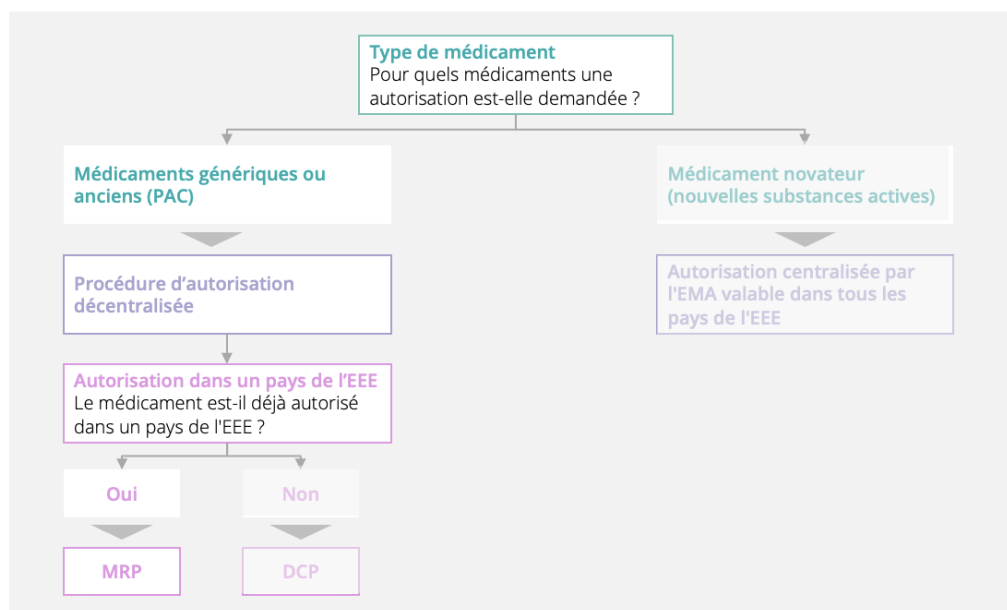 Type de médicament
Pour quels médicaments une
autorisation est-elle demandée ?
Médicaments génériques ou
anciens (PAC)
Médicament novateur
(nouvelles substances actives)
Procédure d’autorisation
décentralisée
Autorisation centralisée par
l'EMA valable dans tous les
pays de l'EEE
Autorisation dans un pays de l’EEE
Le médicament est-il déjà autorisé
dans un pays de l'EEE ?
Oui
Non
MRP
DCP